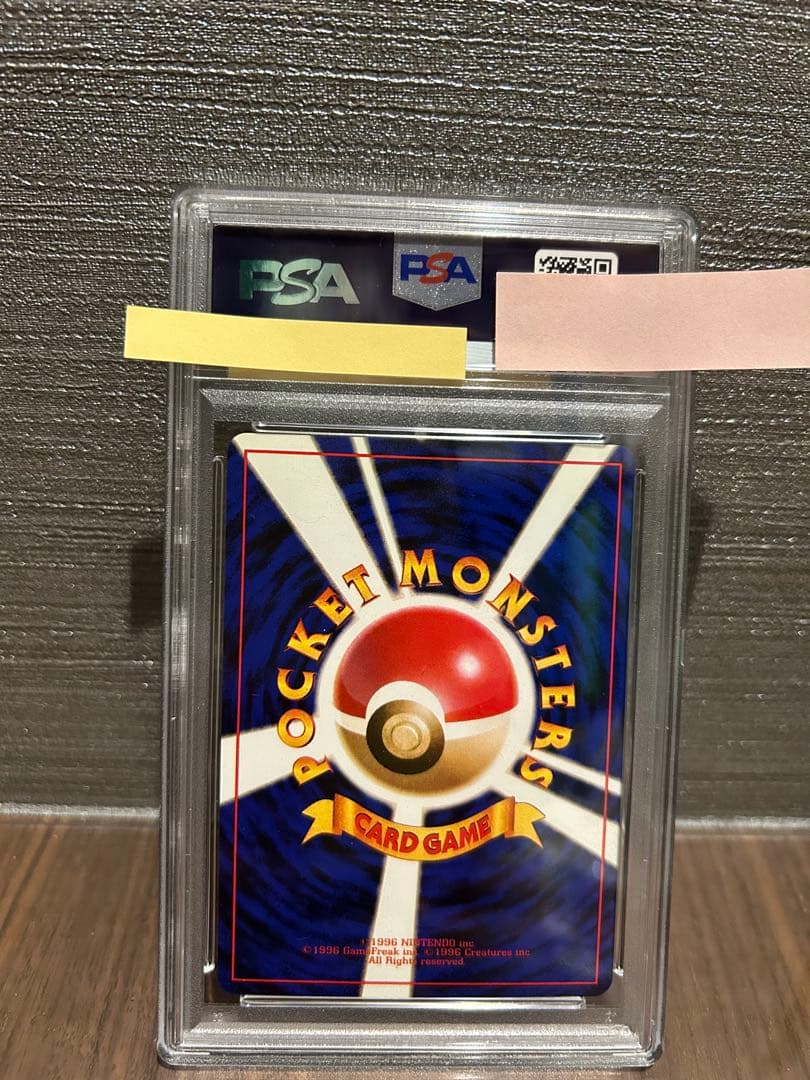 PSA
PSA
POCKET MONSTERS
CARD GAME
©1996 NINTENDO inc.
©1996 GameFreak inc. ©1996 Creatures inc.
All Rights reserved.